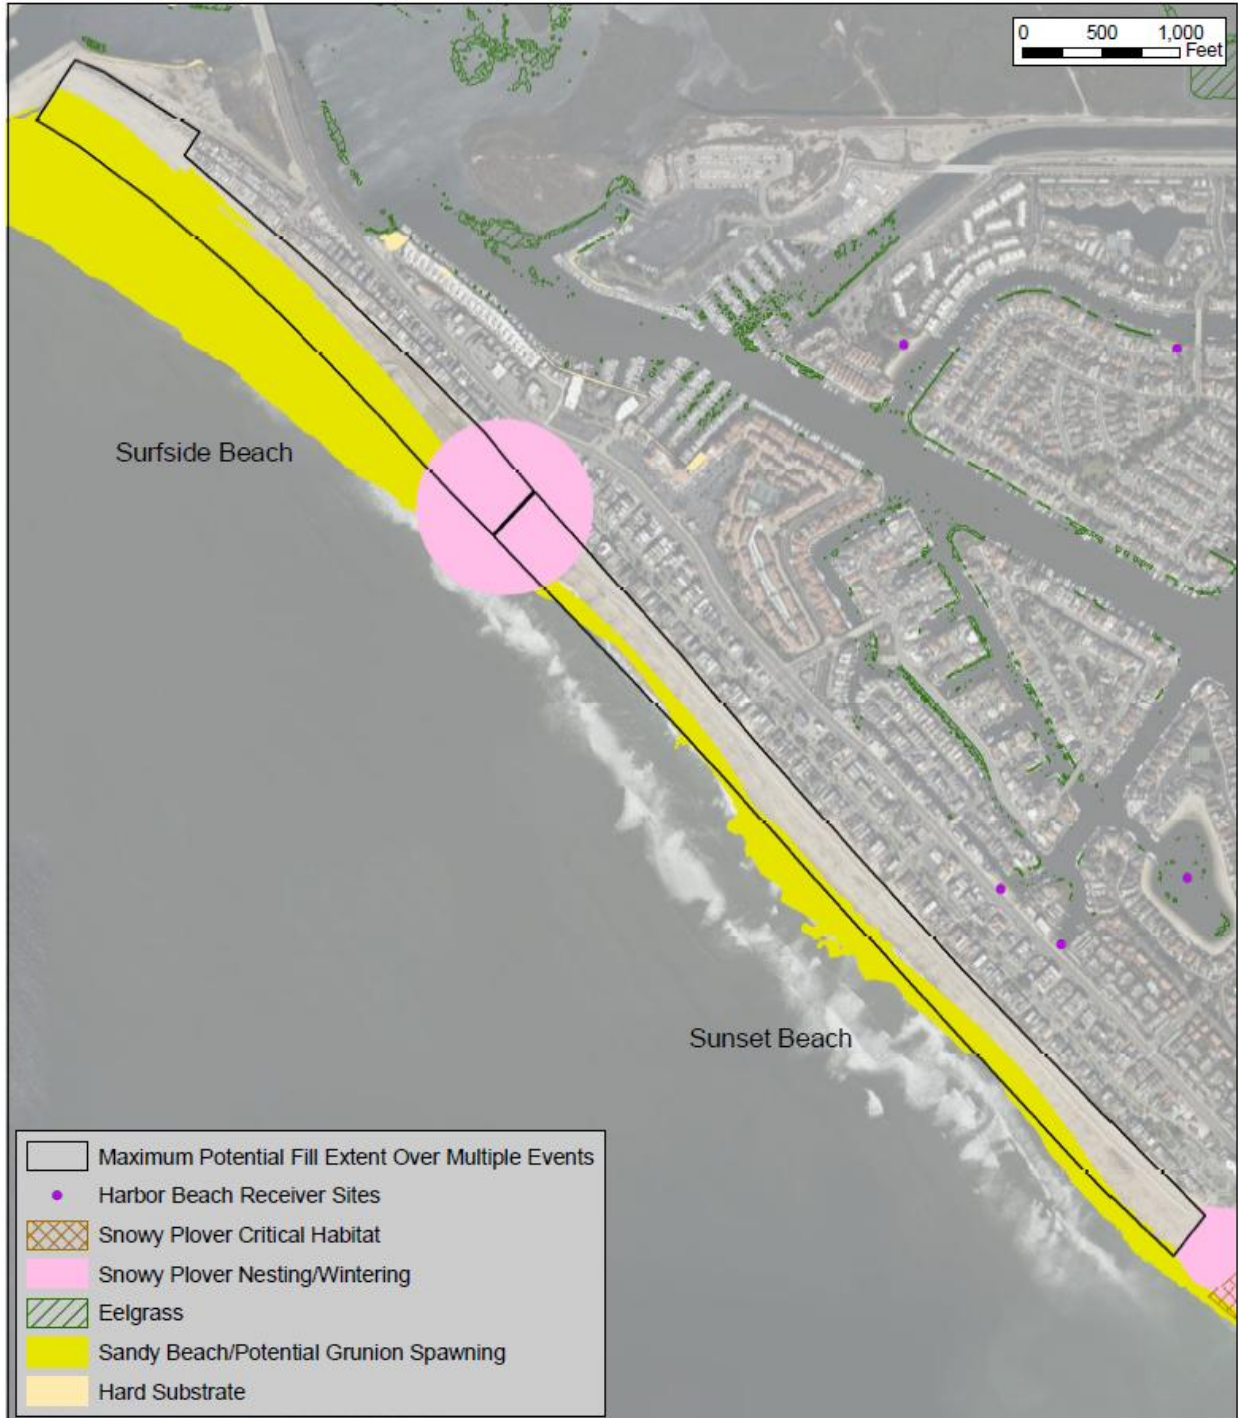 0 500 1,000
Feet
Surfside Beach
Sunset Beach
Maximum Potential Fill Extent Over Multiple Events
Harbor Beach Receiver Sites
Snowy Plover Critical Habitat
Snowy Plover Nesting/Wintering
Eelgrass
Sandy Beach/Potential Grunion Spawning
Hard Substrate